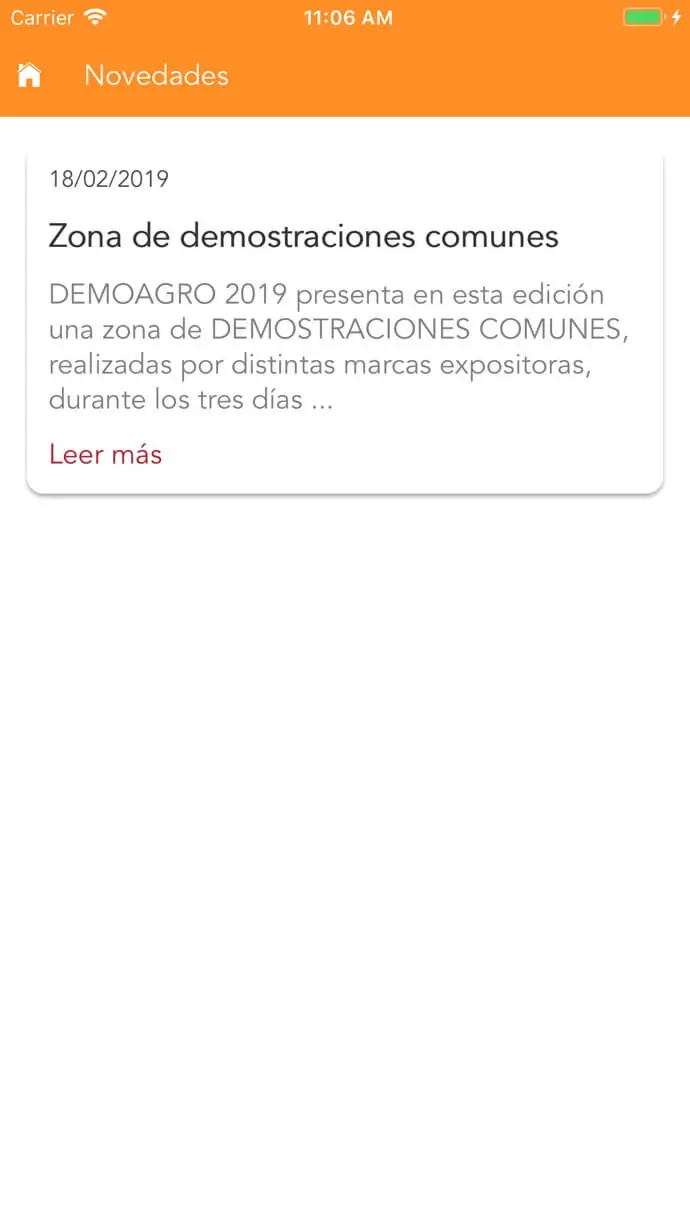 Carrier 11:06 AM
Novedades
18/02/2019
Zona de demostraciones comunes
DEMOAGRO 2019 presenta en esta edición
una zona de DEMOSTRACIONES COMUNES,
realizadas por distintas marcas expositoras,
durante los tres días ...
Leer más